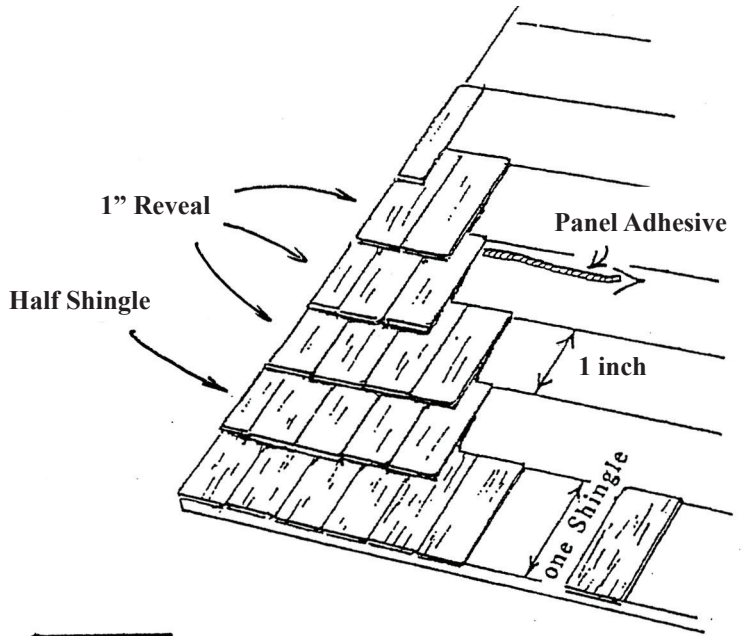 1” Reveal
Panel Adhesive
Half Shingle
1 inch
one Shingle